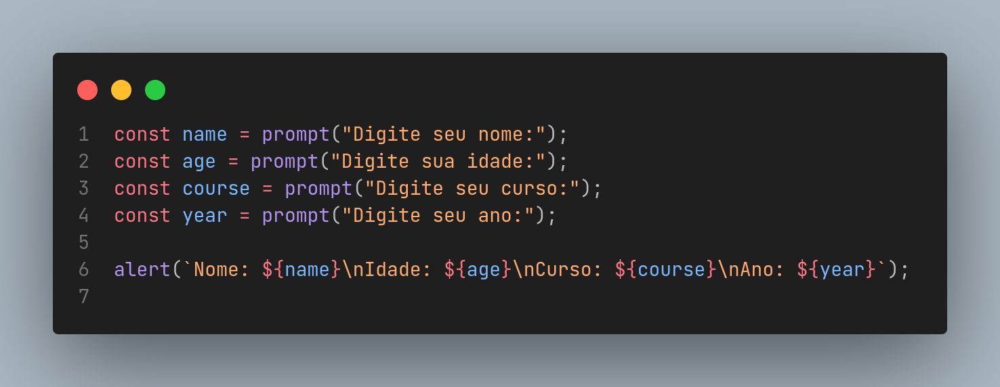 1 const name = prompt("Digite seu nome:");
2 const age = prompt("Digite sua idade:");
3 const course = prompt("Digite seu curso:");
4 const year = prompt("Digite seu ano:");
5
6 alert(`Nome: ${name}\nIdade: ${age}\nCurso: ${course}\nAno: ${year}`);
7